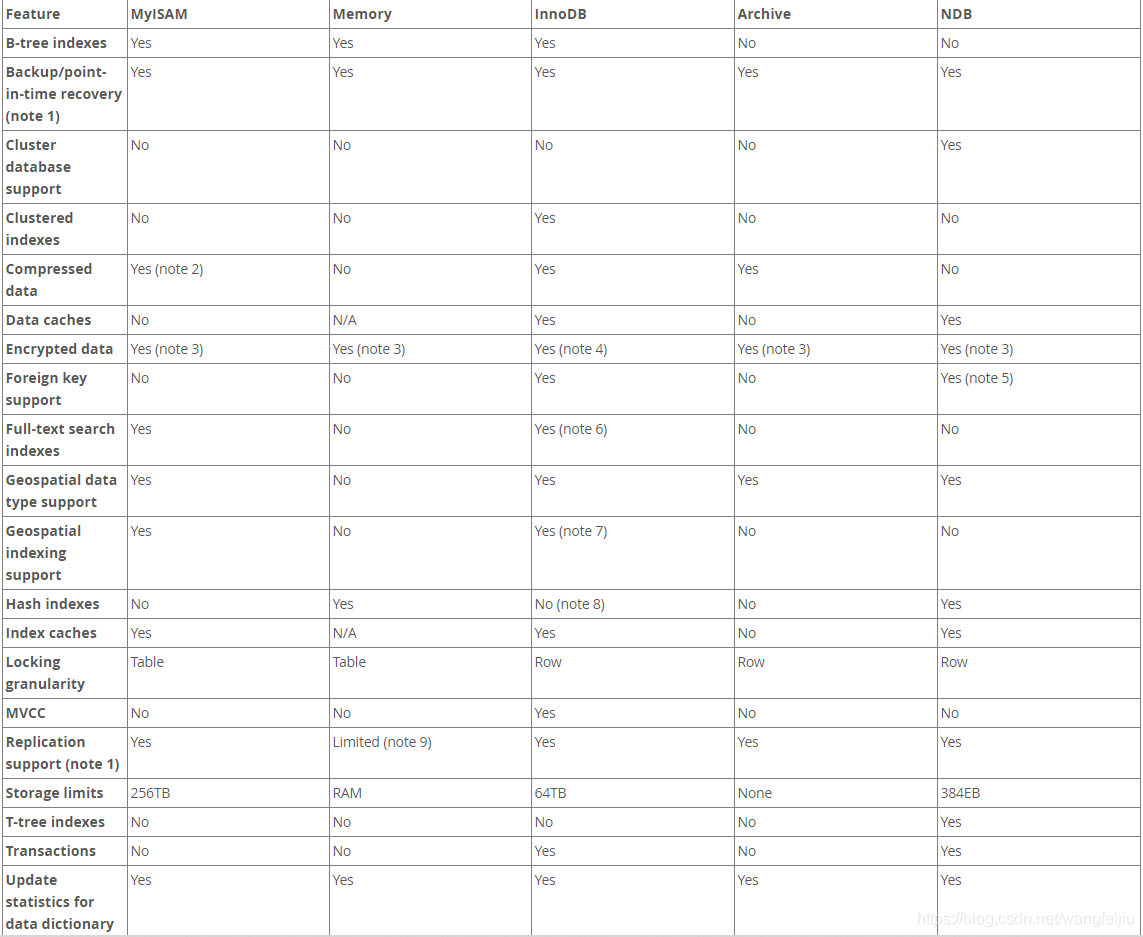 Feature MyISAM Memory InnoDB Archive NDB
B-tree indexes Yes Yes Yes No No
Backup/point- Yes Yes Yes Yes Yes
in-time recovery
(note 1)
Cluster No No No No Yes
database
support
Clustered No No Yes No No
indexes
Compressed Yes (note 2) No Yes Yes No
data
Data caches No N/A Yes No Yes
Encrypted data Yes (note 3) Yes (note 3) Yes (note 4) Yes (note 3) Yes (note 3)
Foreign key No No Yes No Yes (note 5)
support
Full-text search Yes No Yes (note 6) No No
indexes
Geospatial data Yes No Yes Yes Yes
type support
Geospatial Yes No Yes (note 7) No No
indexing
support
Hash indexes No Yes No (note 8) No Yes
Index caches Yes N/A Yes No Yes
Locking Table Table Row Row Row
granularity
MVCC No No Yes No No
Replication Yes Limited (note 9) Yes Yes Yes
support (note 1)
Storage limits 256TB RAM 64TB None 384EB
T-tree indexes No No No No Yes
Transactions No No Yes No Yes
Update Yes Yes Yes Yes Yes
statistics for
data dictionary
https://blog.csdn.net/wangfeijiu